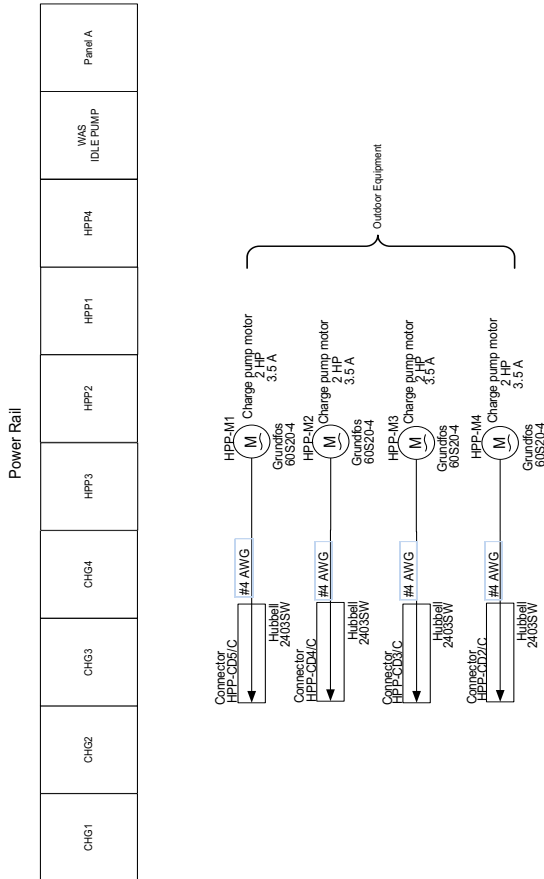 Power Rail
CHG1
CHG2
CHG3
CHG4
HPP3
HPP2
HPP1
HPP4
WAS
IDLE PUMP
Panel A
Connector
HPP-CD5/C
Hubbell
2403SW
#4 AWG
HPP-M1
M
Charge pump motor
2 HP
3.5 A
Grundfos
60S20-4
Connector
HPP-CD4/C
Hubbell
2403SW
#4 AWG
HPP-M2
M
Charge pump motor
2 HP
3.5 A
Grundfos
60S20-4
Connector
HPP-CD3/C
Hubbell
2403SW
#4 AWG
HPP-M3
M
Charge pump motor
2 HP
3.5 A
Grundfos
60S20-4
Connector
HPP-CD2/C
Hubbell
2403SW
#4 AWG
HPP-M4
M
Charge pump motor
2 HP
3.5 A
Grundfos
60S20-4
Outdoor Equipment